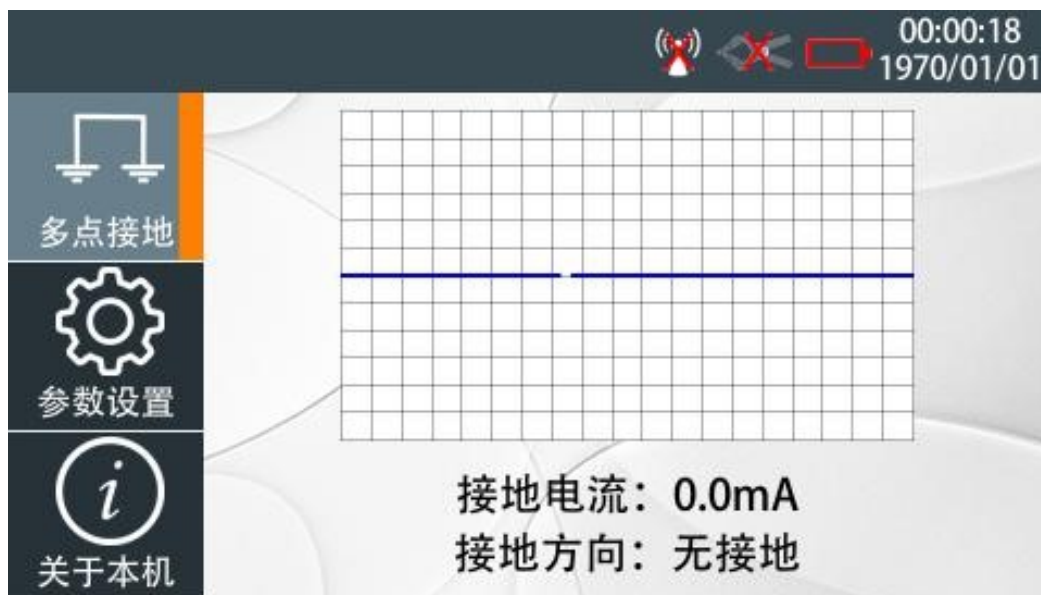 00:00:18
1970/01/01
多点接地
参数设置
i
关于本机
接地电流：0.0mA
接地方向：无接地